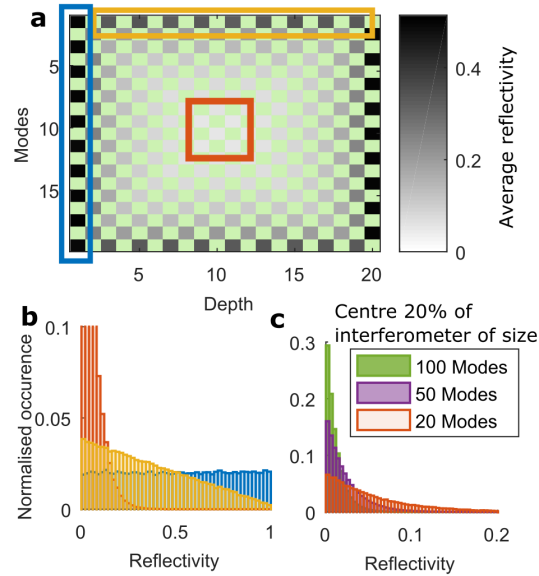 a
Modes
5
10
15
5
10
15
20
Depth
0.4
0.2
0
Average reflectivity
b
Normalised occurence
0.1
0.05
0
0
0.5
1
Reflectivity
c
Centre 20% of
interferometer of size
0.3
0.2
0.1
0
100 Modes
50 Modes
20 Modes
0
0.1
0.2
Reflectivity